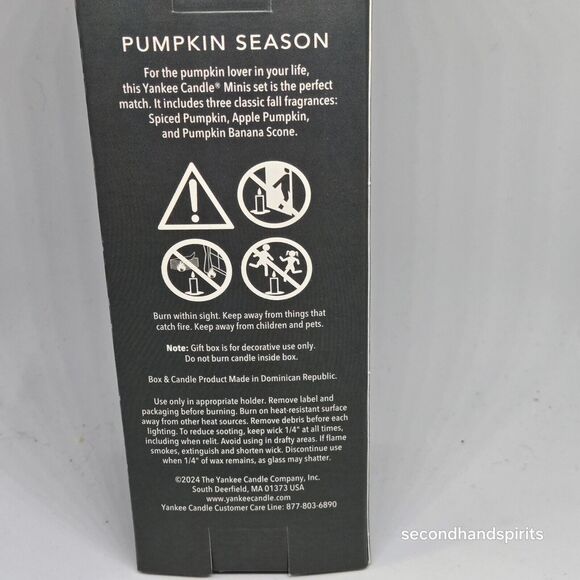 PUMPKIN SEASON
For the pumpkin lover in your life,
this Yankee Candle® Minis set is the perfect
match. It includes three classic fall fragrances:
Spiced Pumpkin, Apple Pumpkin,
and Pumpkin Banana Scone.
Burn within sight. Keep away from things that
catch fire. Keep away from children and pets.
Note: Gift box is for decorative use only.
Do not burn candle inside box.
Box & Candle Product Made in Dominican Republic.
Use only in appropriate holder. Remove label and
packaging before burning. Burn on heat-resistant surface
away from other heat sources. Remove debris before each
lighting. To reduce sooting, keep wick 1/4" at all times,
including when relit. Avoid using in drafty areas. If flame
smokes, extinguish and shorten wick. Discontinue use
when 1/4" of wax remains, as glass may shatter.
©2024 The Yankee Candle Company, Inc.
South Deerfield, MA 01373 USA
www.yankeecandle.com
Yankee Candle Customer Care Line: 877-803-6890
secondhandspirits